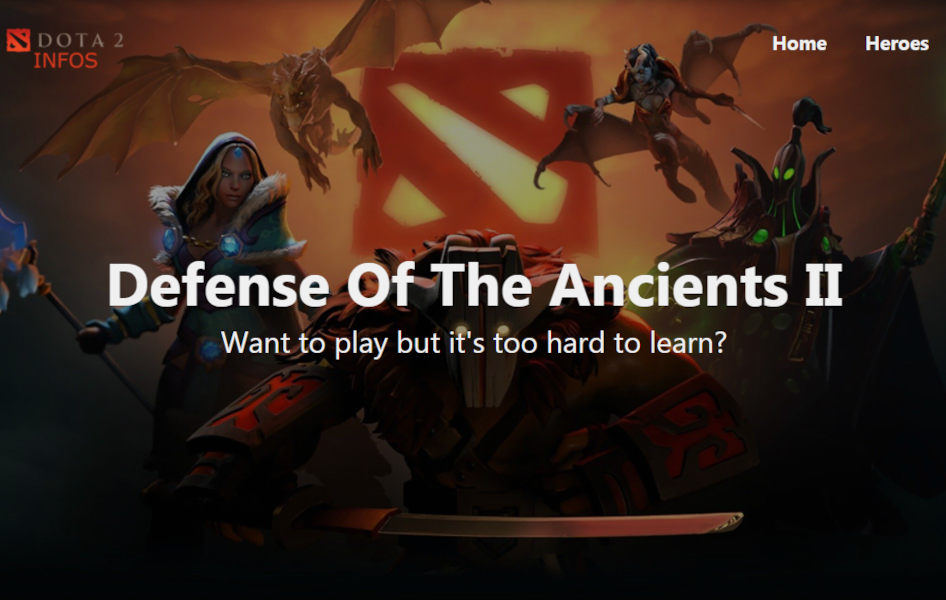 DOTA 2
INFOS
Home Heroes
Defense Of The Ancients II
Want to play but it's too hard to learn?